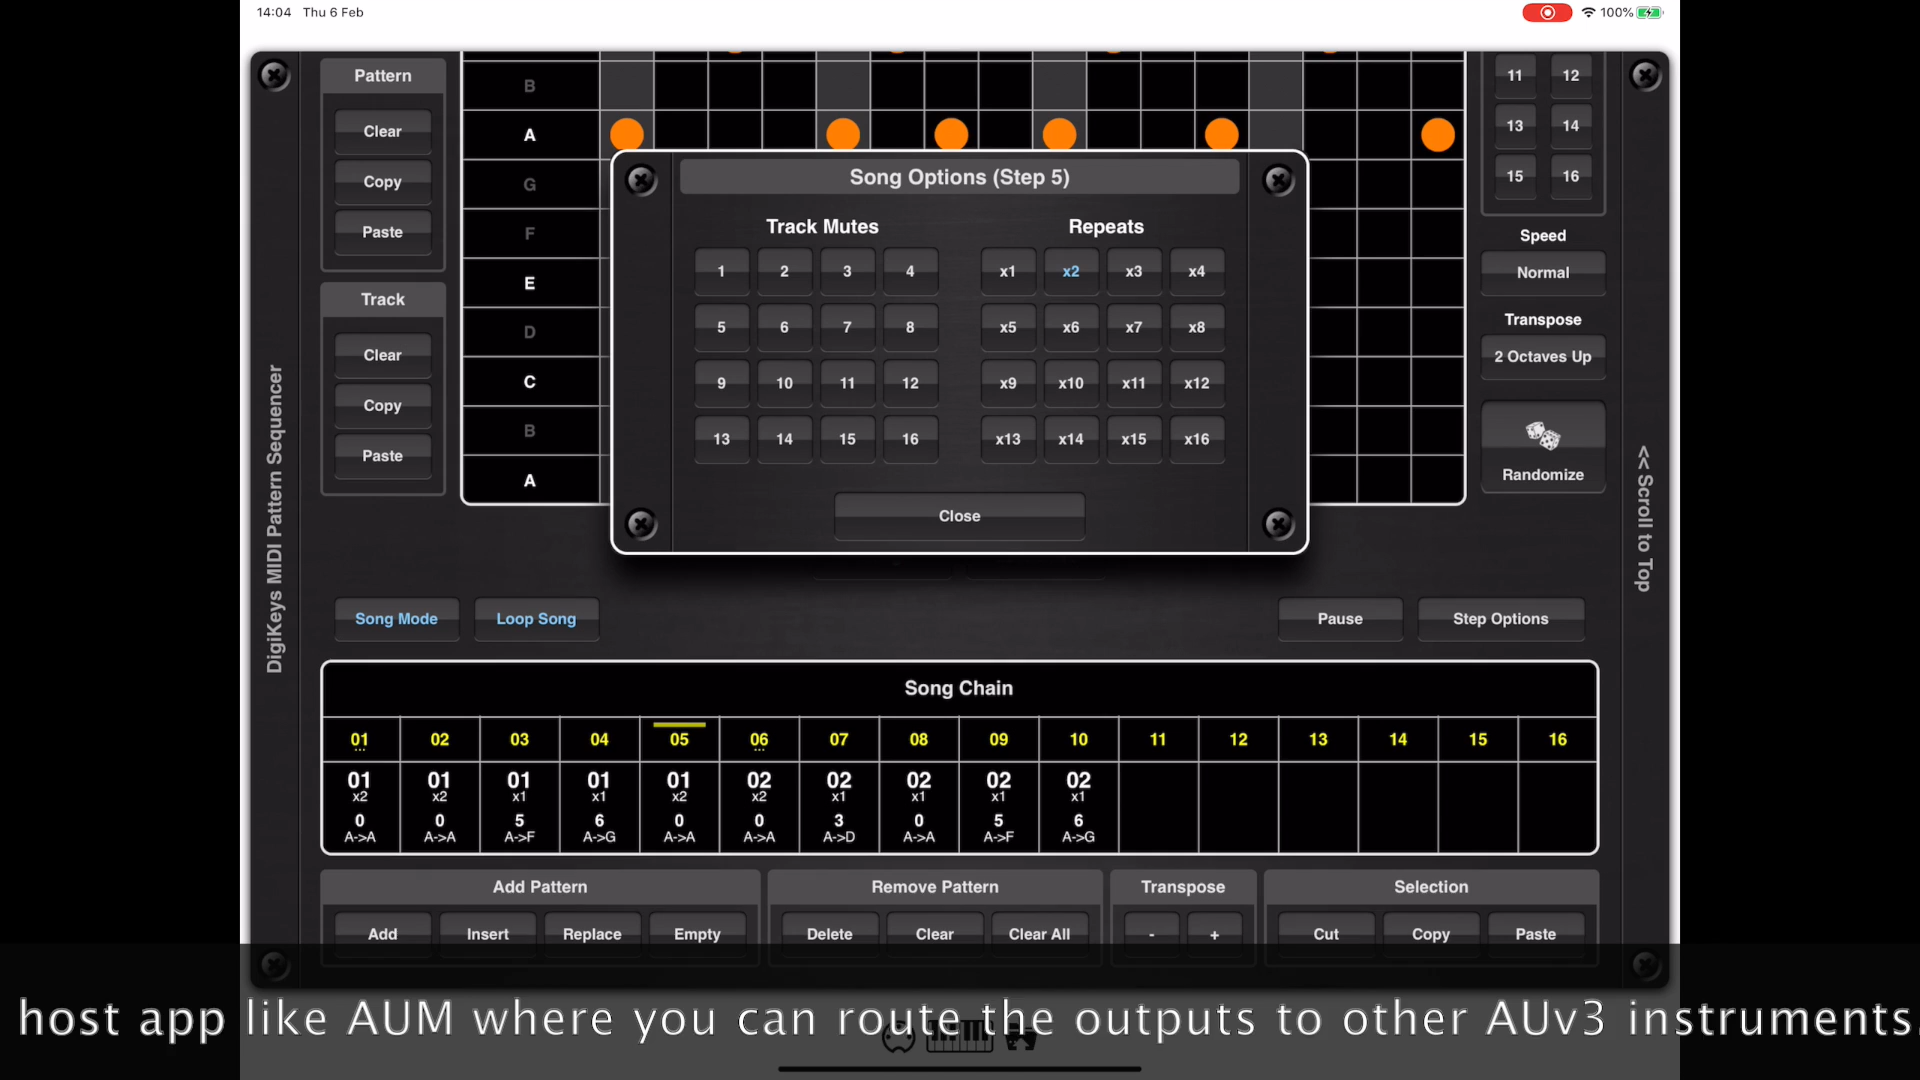 14:04 Thu 6 Feb 100%
Pattern
Clear
Copy
Paste
Track
Clear
Copy
Paste
DigiKeys MIDI Pattern Sequencer
B
A
G
F
E
D
C
B
A
Song Options (Step 5)
Track Mutes Repeats
1 2 3 4 x1 x2 x3 x4
5 6 7 8 x5 x6 x7 x8
9 10 11 12 x9 x10 x11 x12
13 14 15 16 x13 x14 x15 x16
Close
11 12
13 14
15 16
Speed
Normal
Transpose
2 Octaves Up
Randomize
<< Scroll to Top
Song Mode Loop Song Pause Step Options
Song Chain
01 02 03 04 05 06 07 08 09 10 11 12 13 14 15 16
01 01 01 01 01 02 02 02 02 02
x2 x2 x1 x1 x2 x2 x1 x1 x1 x1
0 0 5 6 0 0 3 0 5 6
A->A A->A A->F A->G A->A A->A A->D A->A A->F A->G
Add Pattern Remove Pattern Transpose Selection
Add Insert Replace Empty Delete Clear Clear All - + Cut Copy Paste
host app like AUM where you can route the outputs to other AUv3 instruments.